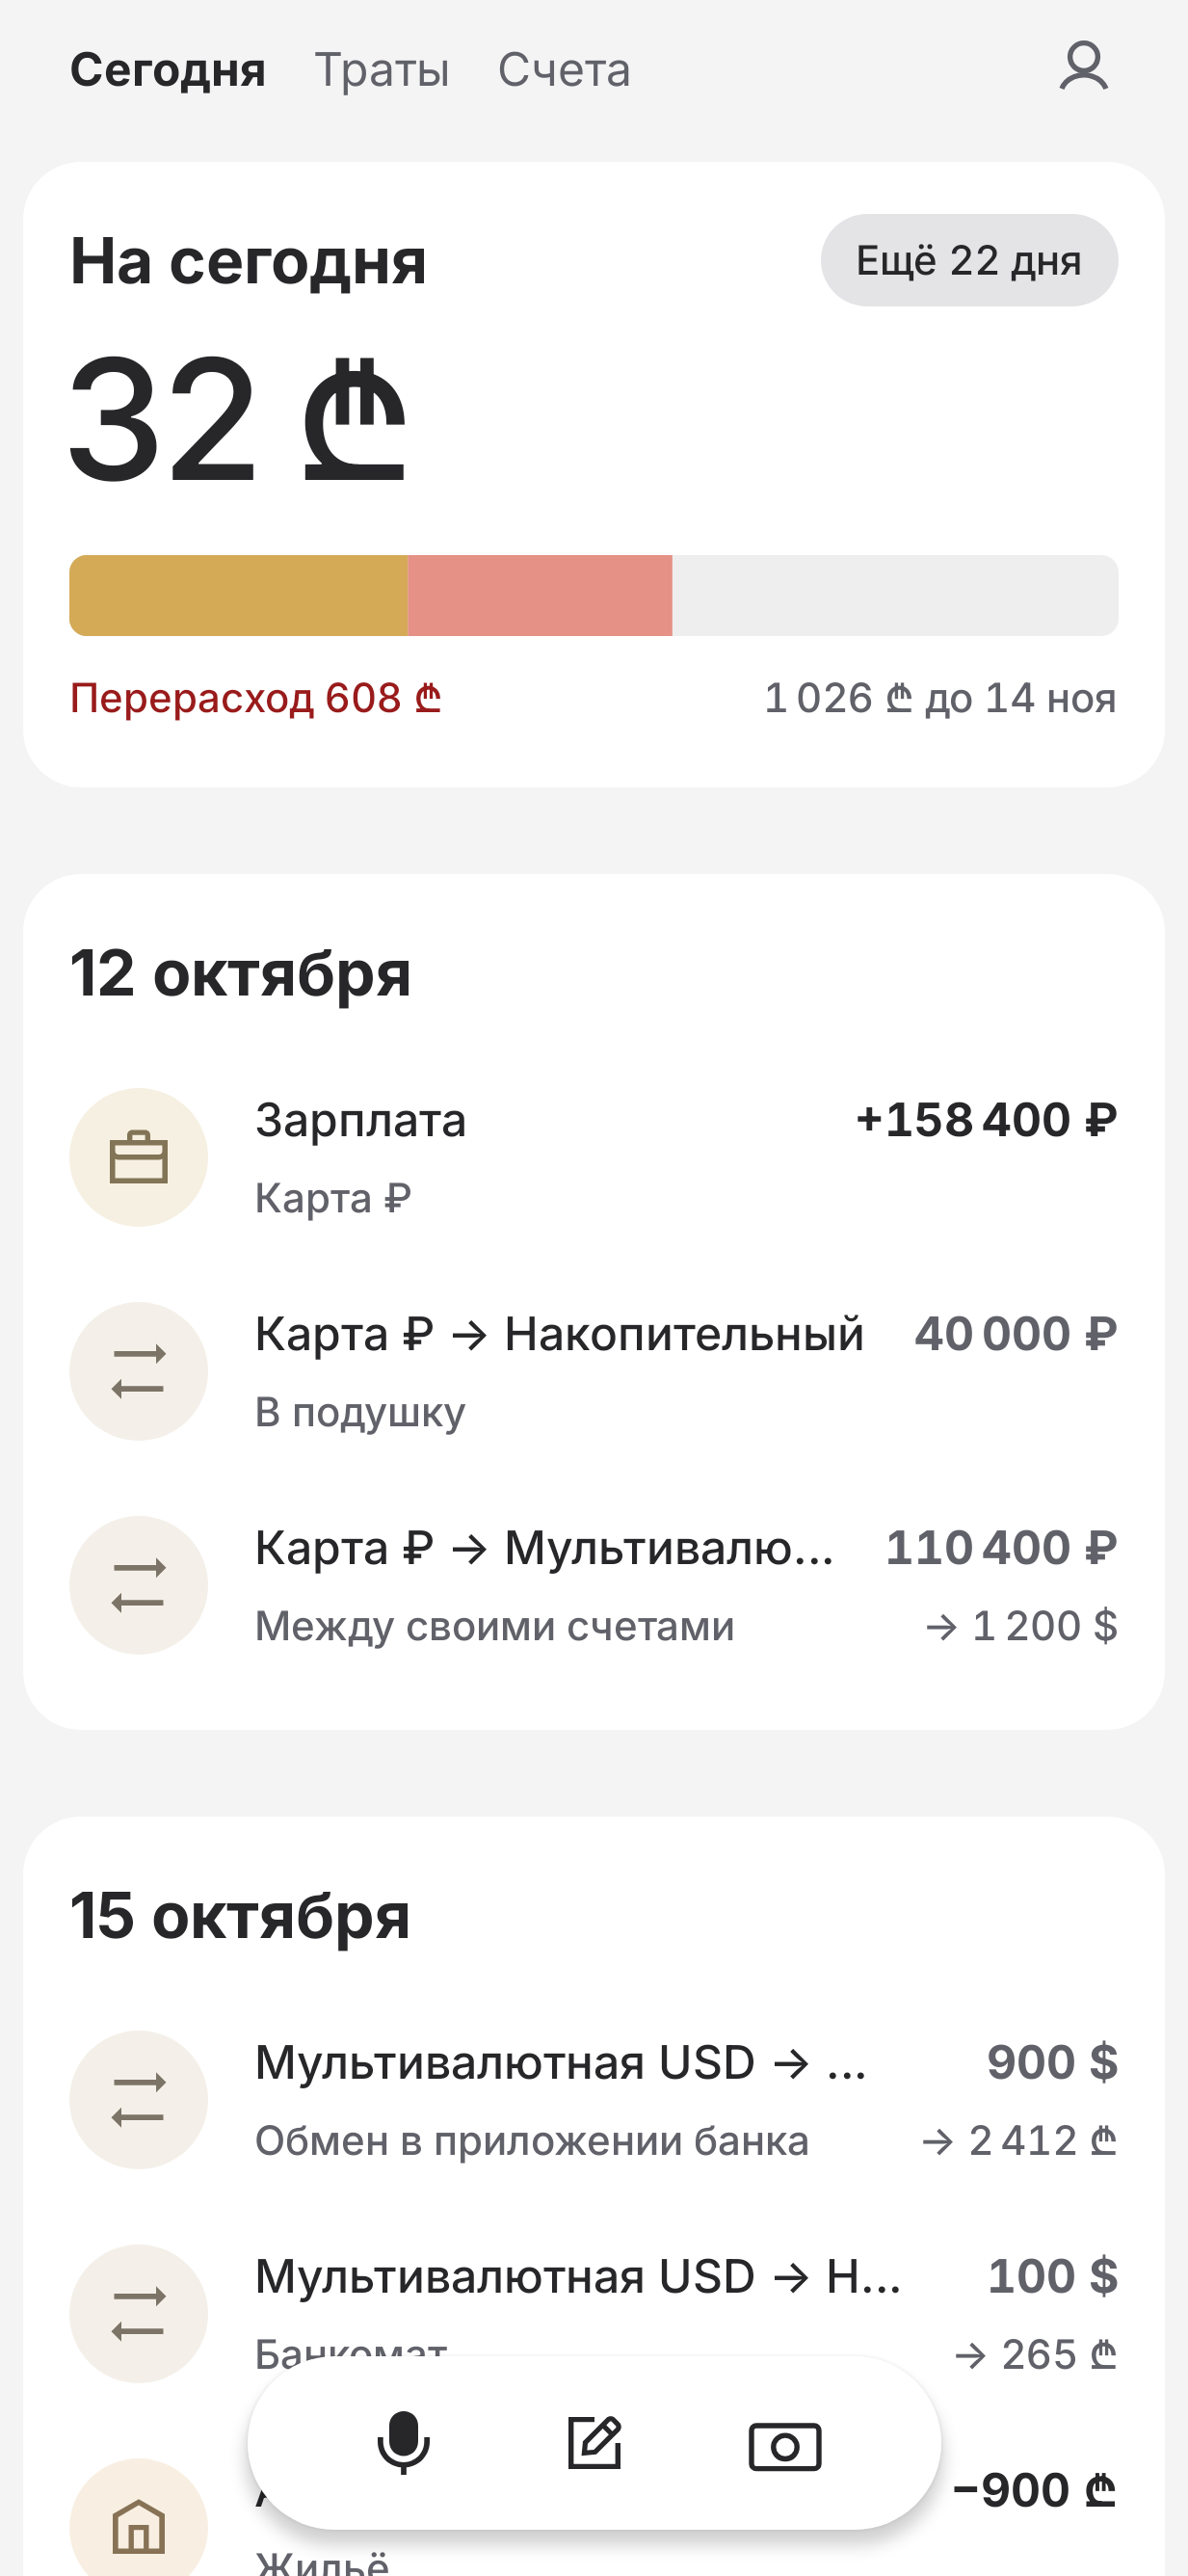 Сегодня Траты Счета
На сегодня Ещё 22 дня
32 ₾
Перерасход 608 ₾ 1 026 ₾ до 14 ноя
12 октября
Зарплата +158 400 ₽
Карта ₽
Карта ₽ → Накопительный 40 000 ₽
В подушку
Карта ₽ → Мультивалю... 110 400 ₽
Между своими счетами → 1 200 $
15 октября
Мультивалютная USD → ... 900 $
Обмен в приложении банка → 2 412 ₾
Мультивалютная USD → Н... 100 $
Банкомат → 265 ₾
−900 ₾
Жильё